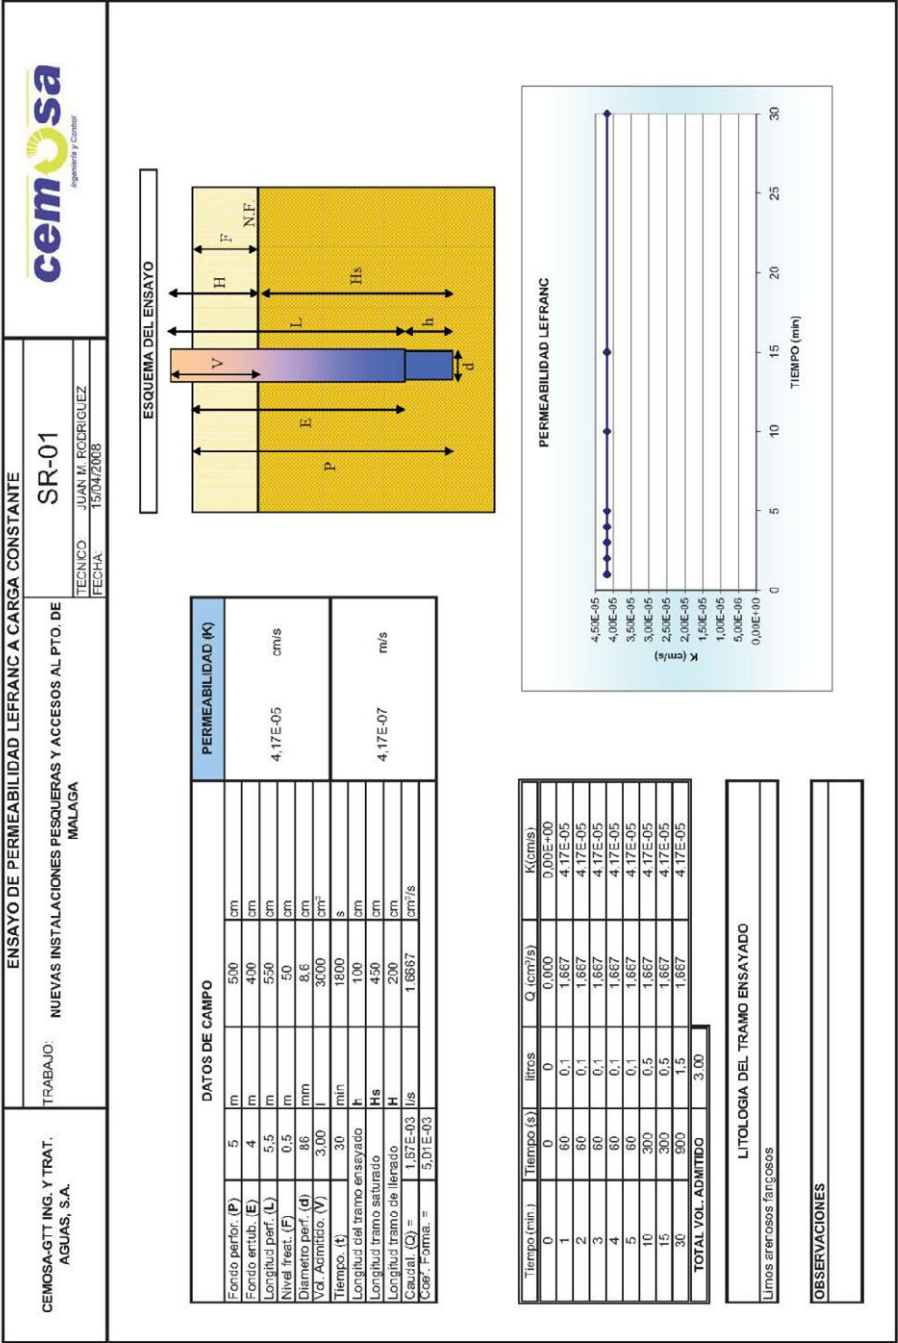 ENSAYO DE PERMEABILIDAD LEFRANC A CARGA CONSTANTE
CEMOSA-GTT ING. Y TRAT. AGUAS, S.A.
TRABAJO: NUEVAS INSTALACIONES PESQUERAS Y ACCESOS AL PTO. DE MALAGA
SR-01
TECNICO JUAN M. RODRIGUEZ
FECHA: 15/04/2008
cemosa
Ingeniería y Control
DATOS DE CAMPO PERMEABILIDAD (K)
Fondo perfor. (P) 5 m 500 cm
Fondo entub. (E) 4 m 400 cm
Longitud perf. (L) 5,5 m 550 cm
Nivel freat. (F) 0,5 m 50 cm
Diametro perf. (d) 86 mm 8,6 cm
Vol. Admitido. (V) 3,00 l 3000 cm³
Tiempo. (t) 30 min 1800 s
Longitud del tramo ensayado h 100 cm
Longitud tramo saturado Hs 450 cm
Longitud tramo de llenado H 200 cm
Caudal. (Q) = 1,67E-03 l/s 1.6667 cm³/s
Coef. Forma. = 5,01E-03
4,17E-05 cm/s
4,17E-07 m/s
ESQUEMA DEL ENSAYO
P
E
V
d
L
h
H
Hs
F
N.F.
Tiempo (min.) Tiempo (s) litros Q (cm³/s) K(cm/s)
0 0 0 0,000 0,00E+00
1 60 0,1 1,667 4,17E-05
2 60 0,1 1,667 4,17E-05
3 60 0,1 1,667 4,17E-05
4 60 0,1 1,667 4,17E-05
5 60 0,1 1,667 4,17E-05
10 300 0,5 1,667 4,17E-05
15 300 0,5 1,667 4,17E-05
30 900 1,5 1,667 4,17E-05
TOTAL VOL. ADMITIDO 3,00
LITOLOGIA DEL TRAMO ENSAYADO
Limos arenosos fangosos
OBSERVACIONES
PERMEABILIDAD LEFRANC
K (cm/s)
4,50E-05
4,00E-05
3,50E-05
3,00E-05
2,50E-05
2,00E-05
1,50E-05
1,00E-05
5,00E-06
0,00E+00
0 5 10 15 20 25 30
TIEMPO (min)